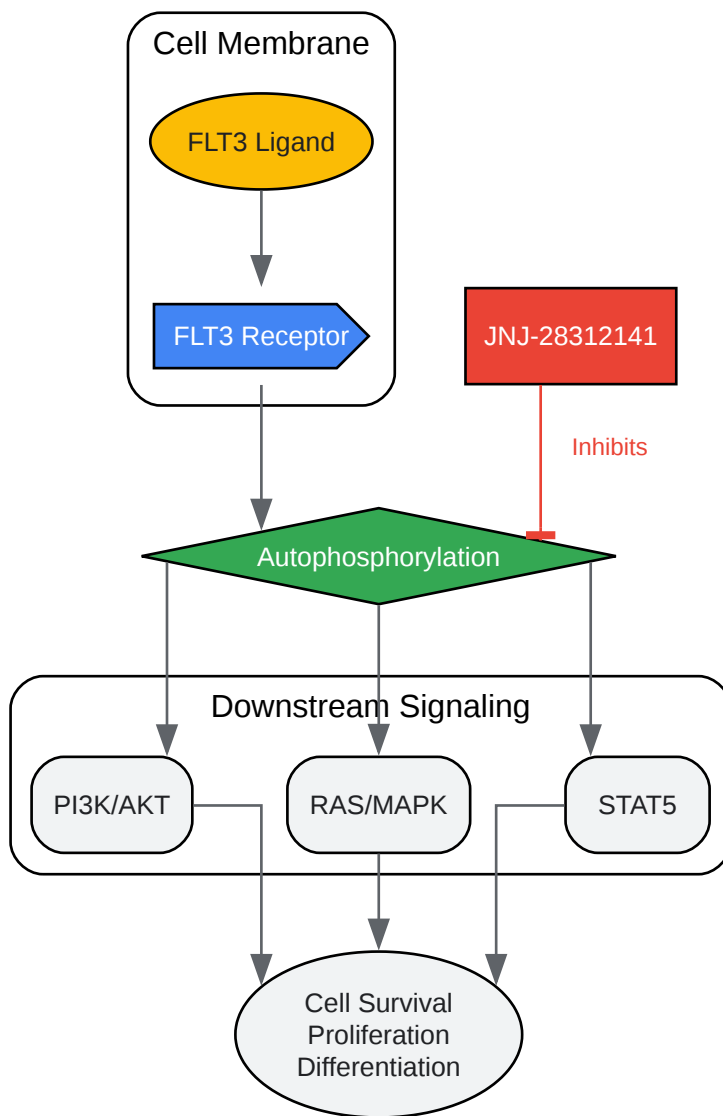 Cell Membrane
FLT3 Ligand
FLT3 Receptor
JNJ-28312141
Inhibits
Autophosphorylation
Downstream Signaling
PI3K/AKT
RAS/MAPK
STAT5
Cell Survival
Proliferation
Differentiation